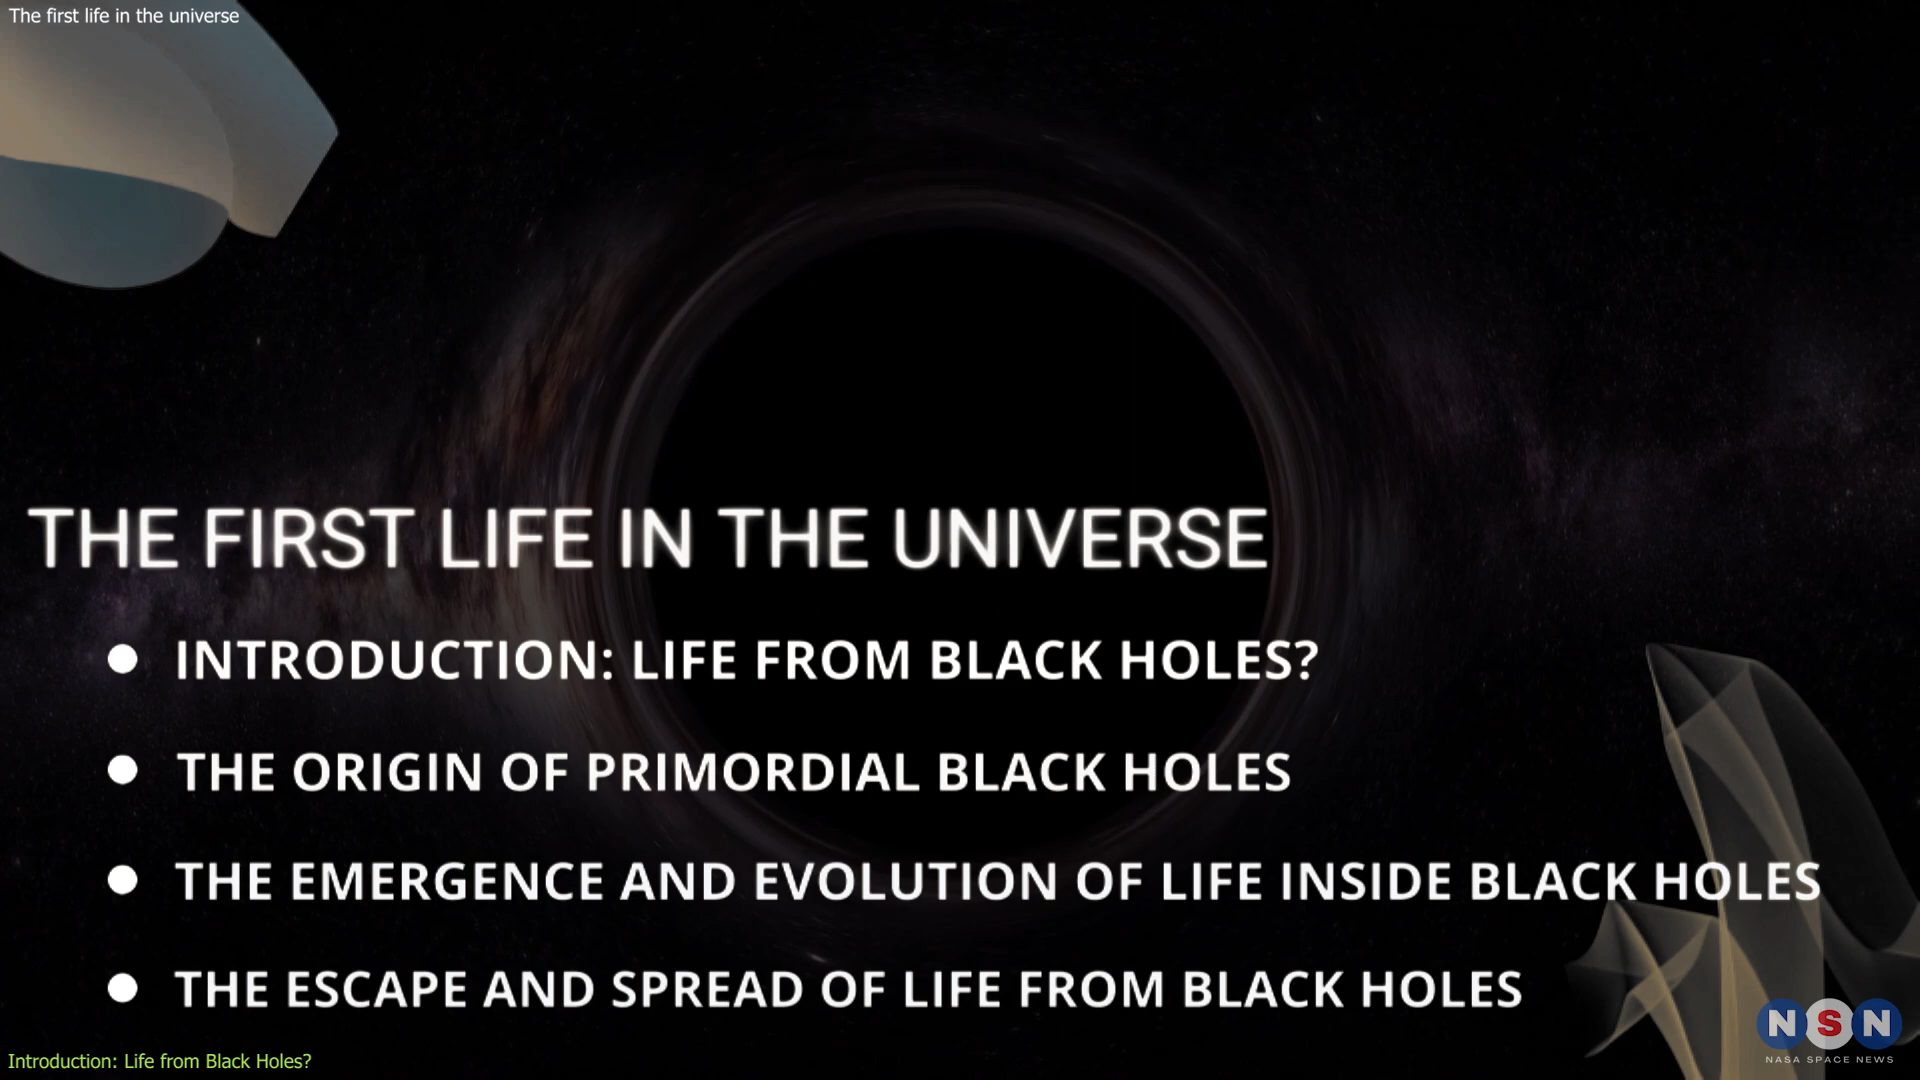 The first life in the universe
THE FIRST LIFE IN THE UNIVERSE
INTRODUCTION: LIFE FROM BLACK HOLES?
THE ORIGIN OF PRIMORDIAL BLACK HOLES
THE EMERGENCE AND EVOLUTION OF LIFE INSIDE BLACK HOLES
THE ESCAPE AND SPREAD OF LIFE FROM BLACK HOLES
NSN
NASA SPACE NEWS
Introduction: Life from Black Holes?